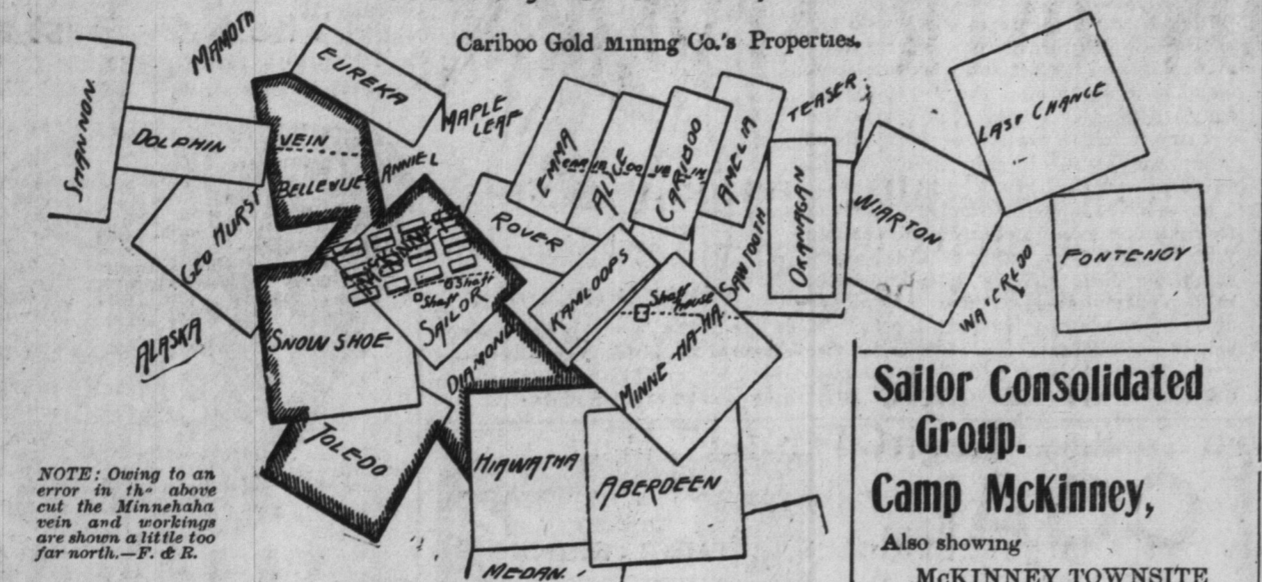 Cariboo Gold Mining Co.'s Properties.
MAMOTH
SHANNON
DOLPHIN
EUREKA
MAPLE
LEAF
VEIN
BELLEVUE
ANNIE L
GEO HURST
ALASKA
EMMA
ALICE
CARIBOO
AMELIA
CARIBOO VEIN
TEASER
ROVER
KAMLOOPS
SAWTOOTH
OKANAGAN
WIARTON
LAST CHANCE
WATERLOO
FONTENOY
Shaft
Shaft
SAILOR
DIAMOND
SNOW SHOE
TOLEDO
Shaft
house
MINNE-HA-HA
HIAWATHA
ABERDEEN
MEDAN.
NOTE: Owing to an
error in the above
cut the Minnehaha
vein and workings
are shown a little too
far north.—F. & R.
Sailor Consolidated
Group.
Camp McKinney,
Also showing
McKINNEY TOWNSITE